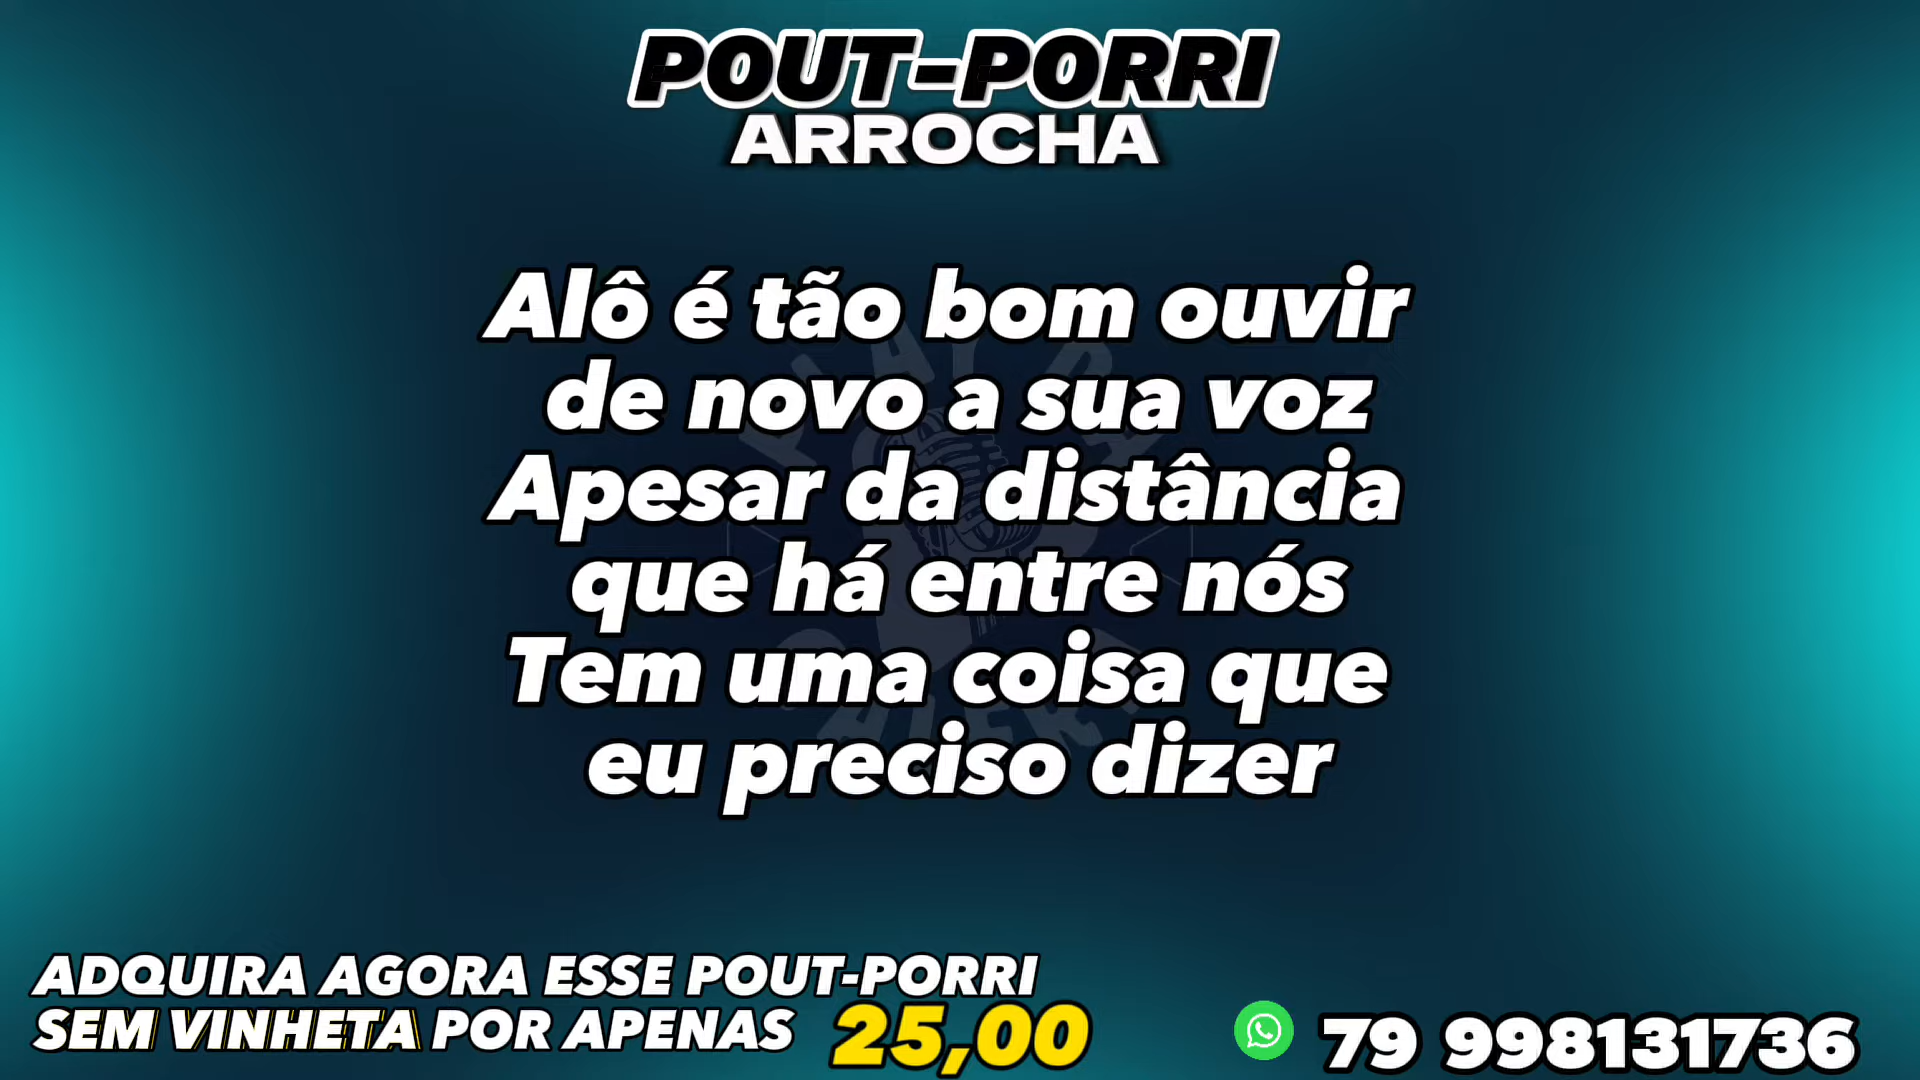 POUT-PORRI
ARROCHA
Alô é tão bom ouvir
de novo a sua voz
Apesar da distância
que há entre nós
Tem uma coisa que
eu preciso dizer
ADQUIRA AGORA ESSE POUT-PORRI
SEM VINHETA POR APENAS 25,00
79 998131736